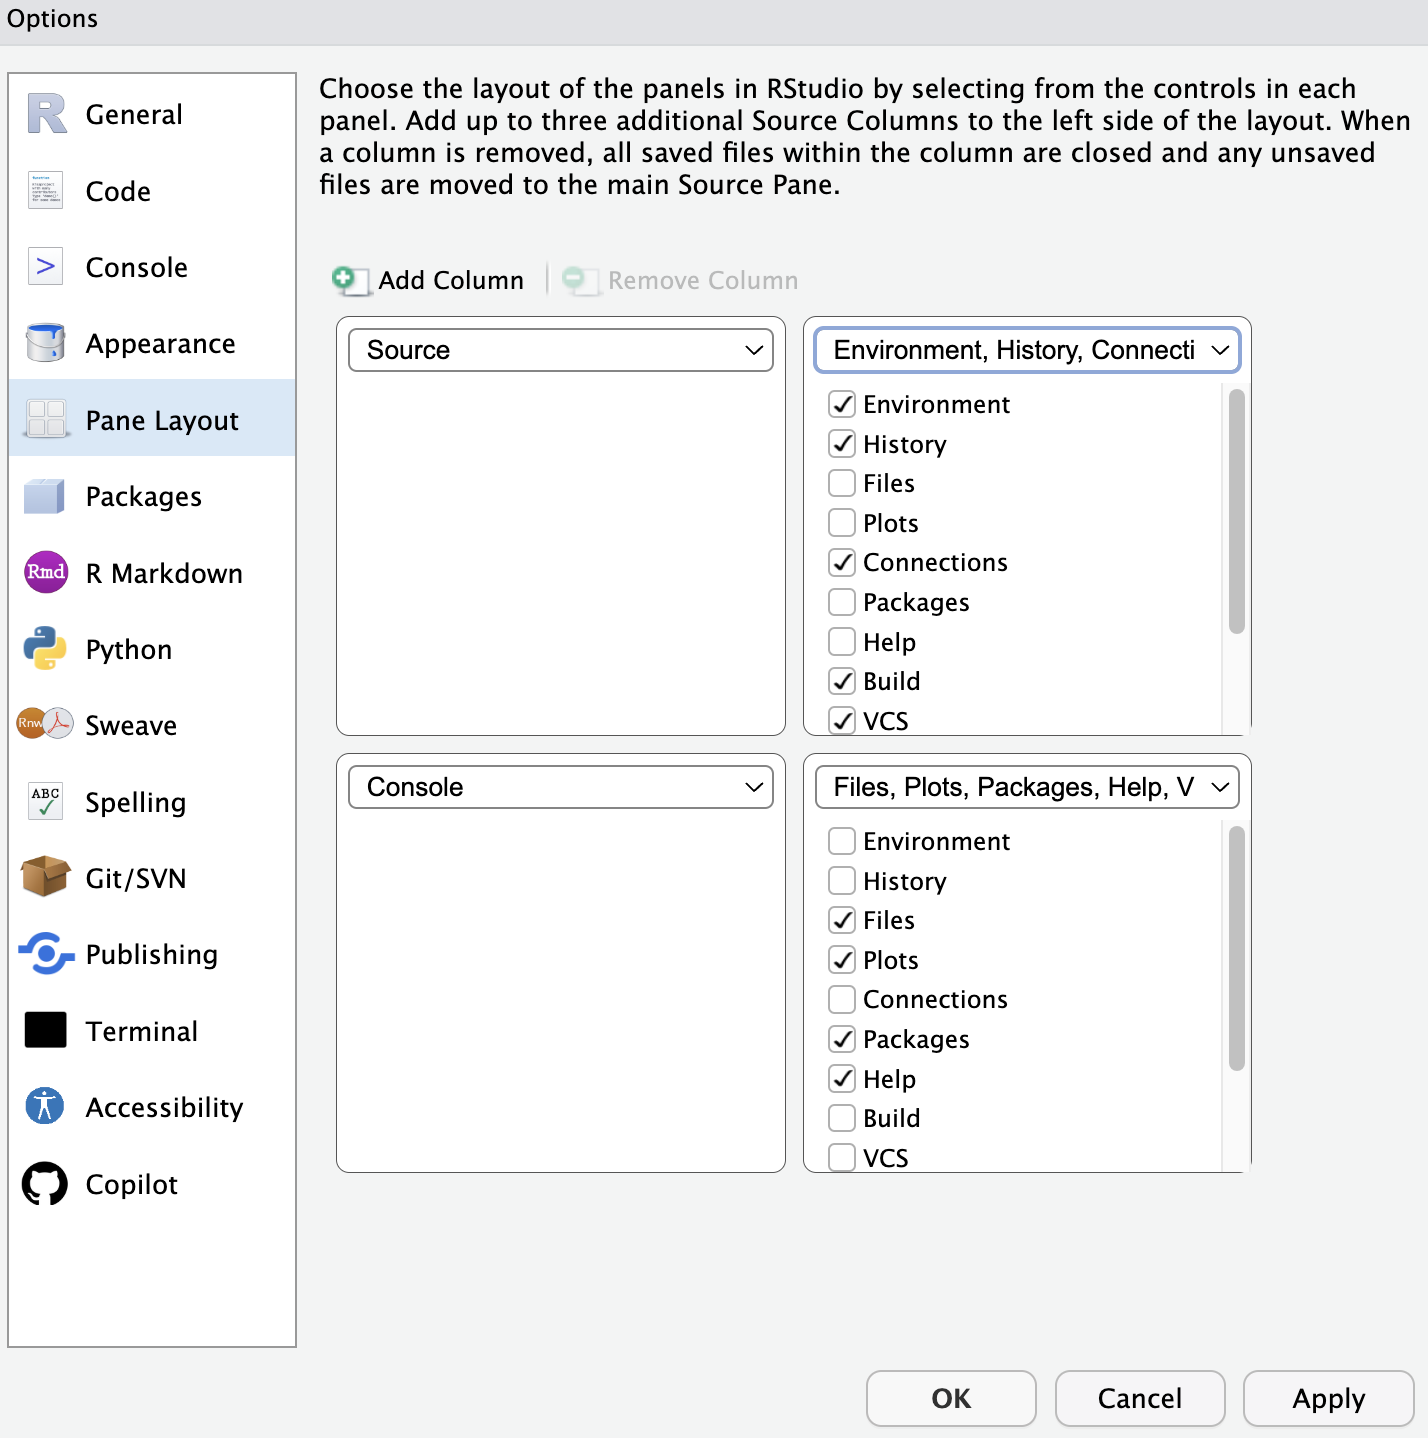 Options
General
Code
Console
Appearance
Pane Layout
Packages
Rmd R Markdown
Python
Rnw Sweave
ABC Spelling
Git/SVN
Publishing
Terminal
Accessibility
Copilot
Choose the layout of the panels in RStudio by selecting from the controls in each
panel. Add up to three additional Source Columns to the left side of the layout. When
a column is removed, all saved files within the column are closed and any unsaved
files are moved to the main Source Pane.
Add Column
Remove Column
Source
Environment, History, Connecti
Environment
History
Files
Plots
Connections
Packages
Help
Build
VCS
Console
Files, Plots, Packages, Help, V
Environment
History
Files
Plots
Connections
Packages
Help
Build
VCS
OK
Cancel
Apply